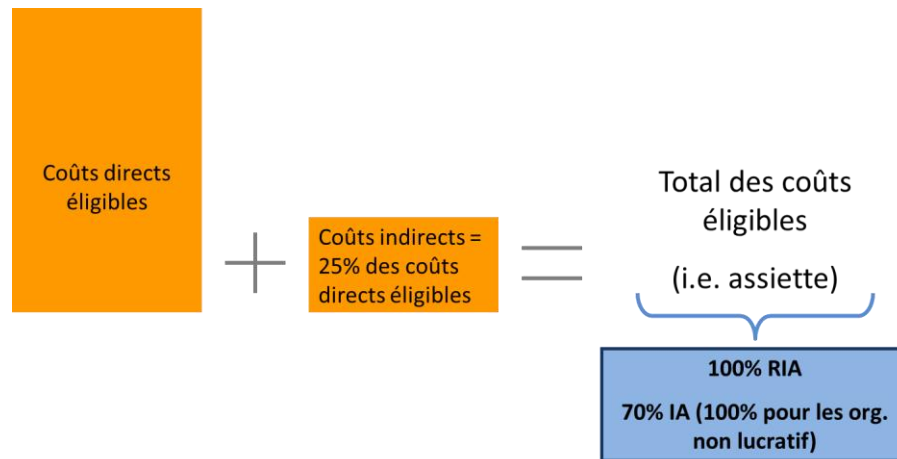 Coûts directs
éligibles
Coûts indirects =
25% des coûts
directs éligibles
Total des coûts
éligibles
(i.e. assiette)
100% RIA
70% IA (100% pour les org.
non lucratif)